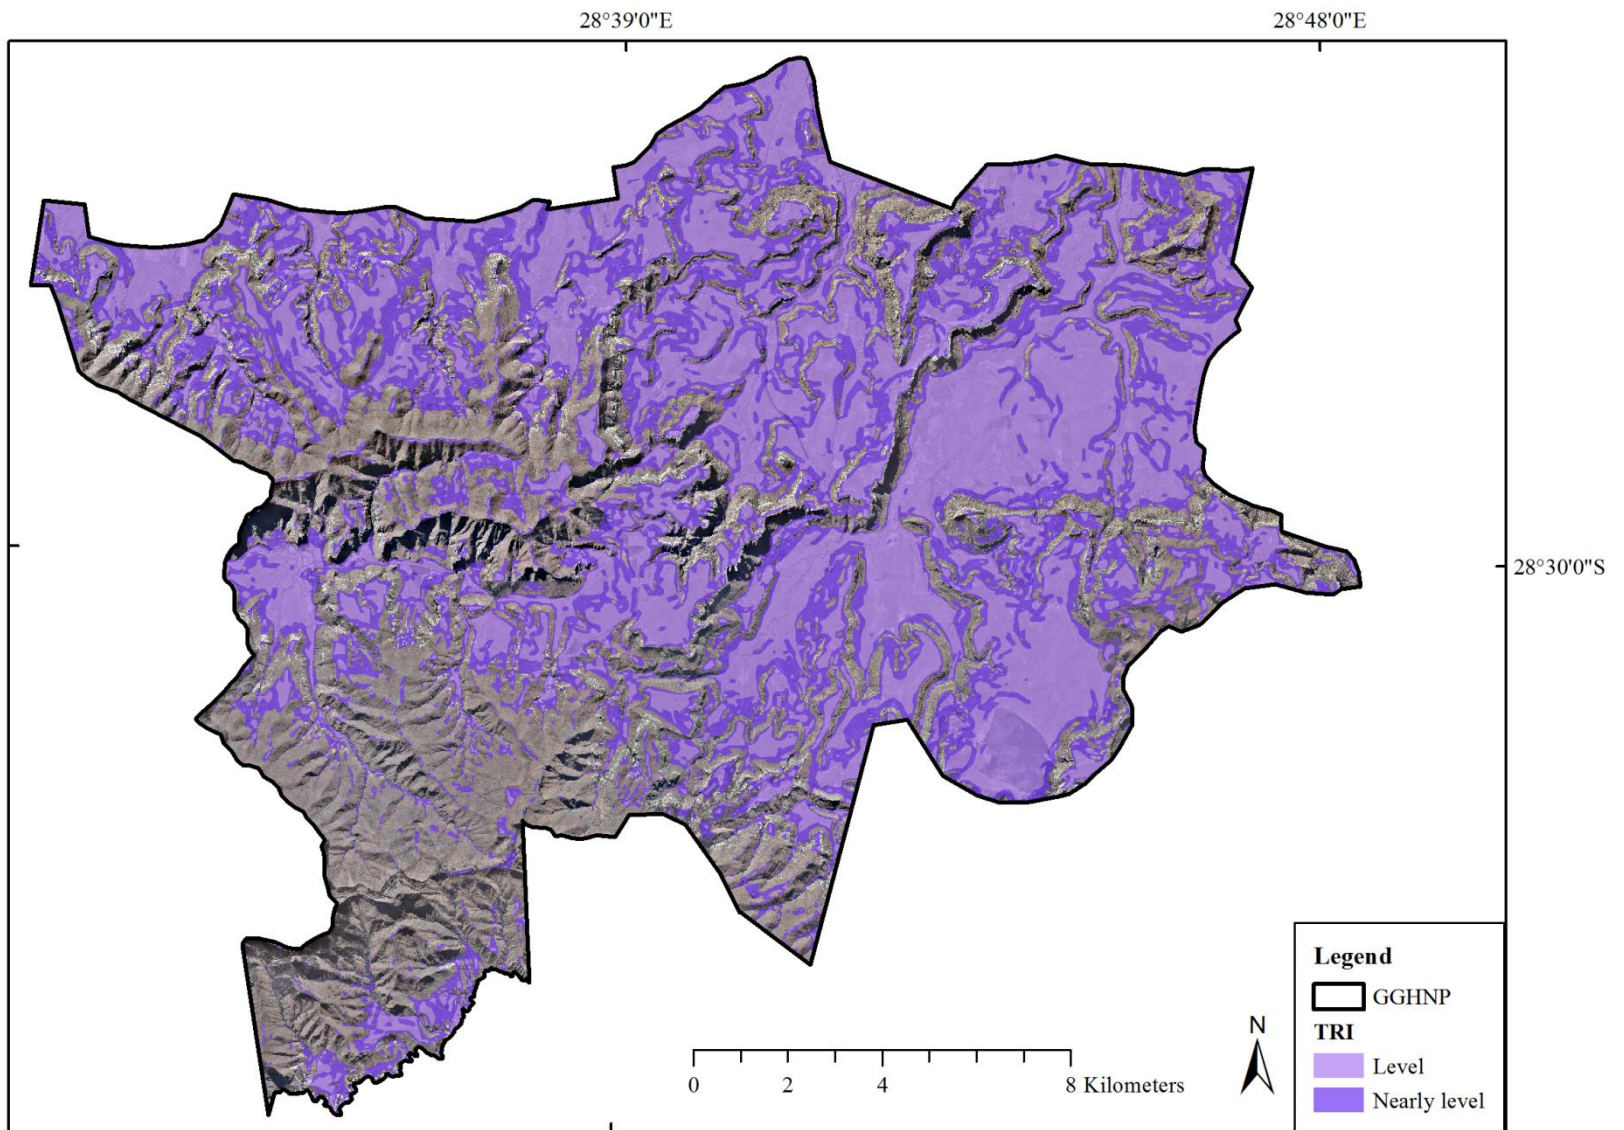 28°39'0"E
28°48'0"E
28°30'0"S
Legend
GGHNP
TRI
Level
Nearly level
N
0 2 4 8 Kilometers